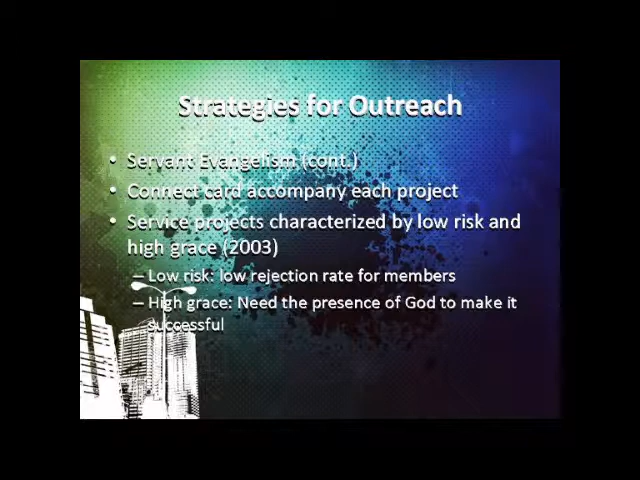 Strategies for Outreach
• Servant Evangelism (cont.)
• Connect card accompany each project
• Service projects characterized by low risk and
high grace (2003)
– Low risk: low rejection rate for members
– High grace: Need the presence of God to make it
successful